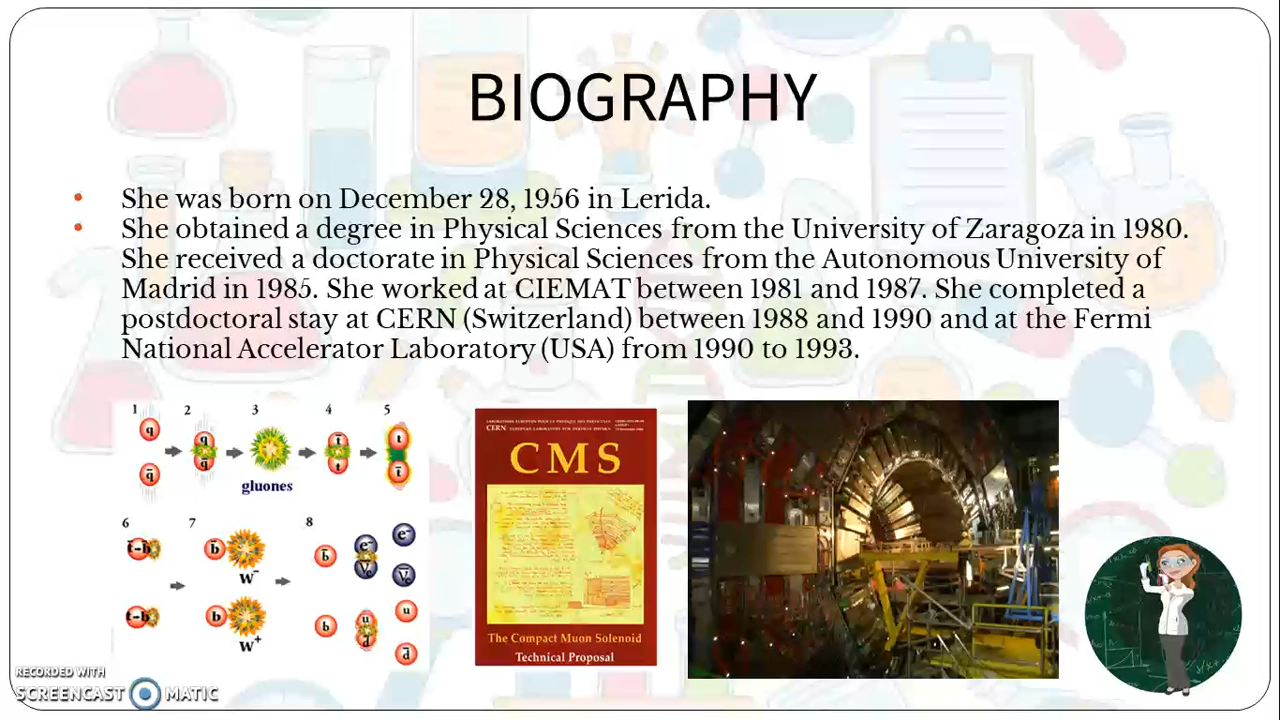 BIOGRAPHY
She was born on December 28, 1956 in Lerida.
She obtained a degree in Physical Sciences from the University of Zaragoza in 1980.
She received a doctorate in Physical Sciences from the Autonomous University of
Madrid in 1985. She worked at CIEMAT between 1981 and 1987. She completed a
postdoctoral stay at CERN (Switzerland) between 1988 and 1990 and at the Fermi
National Accelerator Laboratory (USA) from 1990 to 1993.
1 2 3 4 5
q q t t
q̄ q̄ t̄
gluones
6 7 8
b̄ b̄ e⁻ e⁻
w⁻
b b u u
w⁺ d d̄
CERN
CMS
The Compact Muon Solenoid
Technical Proposal
RECORDED WITH
SCREENCAST MATIC